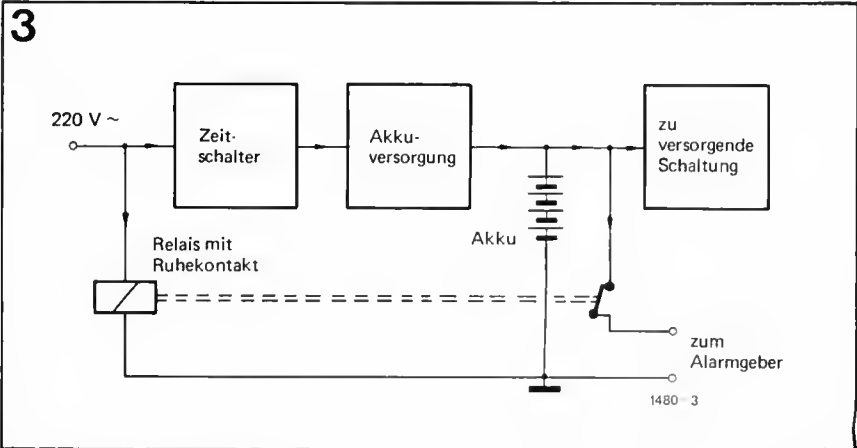 3
220 V ~
Zeit-
schalter
Akku-
versorgung
zu
versorgende
Schaltung
Akku
Relais mit
Ruhekontakt
zum
Alarmgeber
1480-3